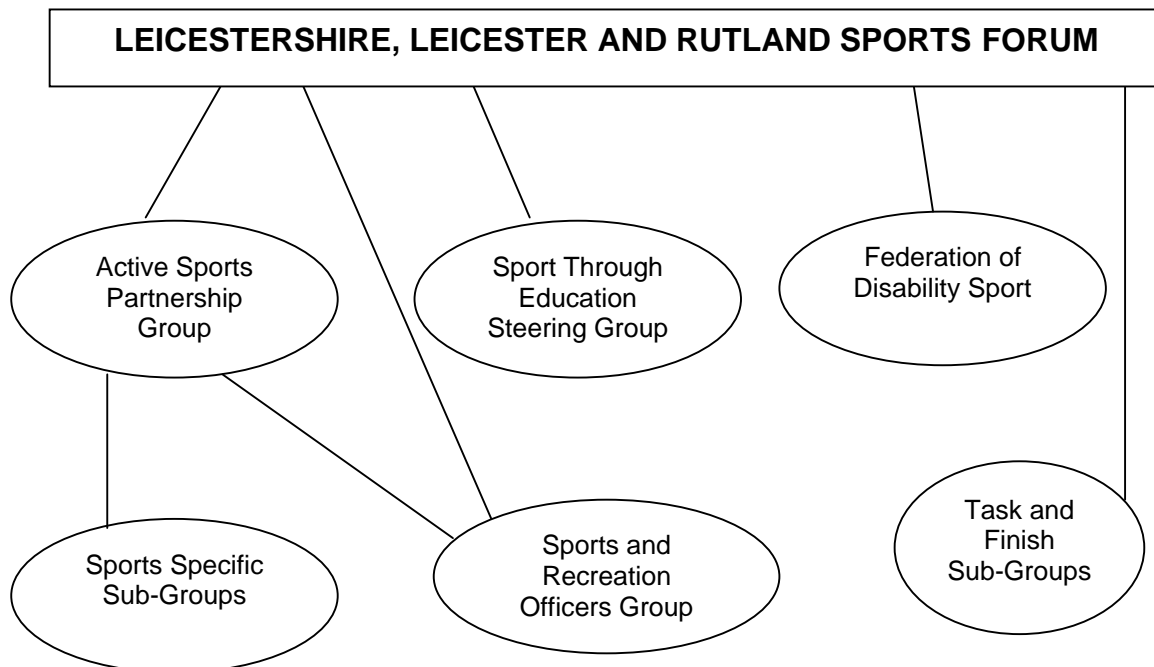 LEICESTERSHIRE, LEICESTER AND RUTLAND SPORTS FORUM
Active Sports
Partnership
Group
Sport Through
Education
Steering Group
Federation of
Disability Sport
Sports Specific
Sub-Groups
Sports and
Recreation
Officers Group
Task and
Finish
Sub-Groups